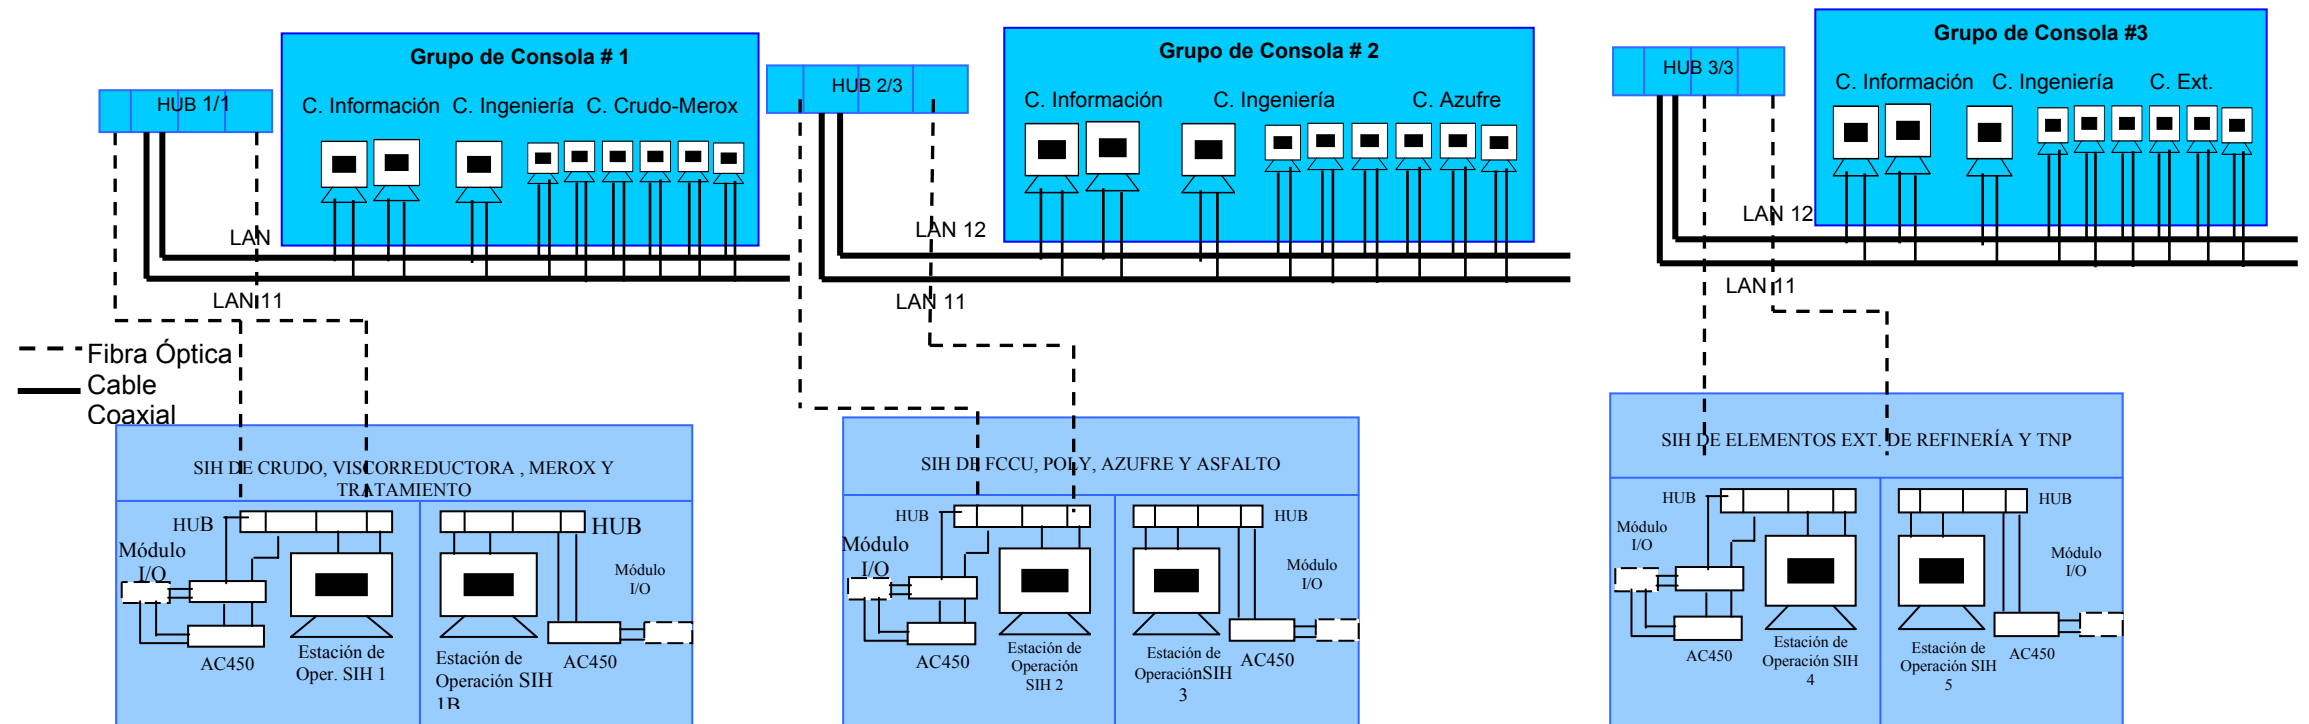 Grupo de Consola # 1
HUB 1/1
C. Información C. Ingeniería C. Crudo-Merox
LAN
LAN 11
Grupo de Consola # 2
HUB 2/3
C. Información C. Ingeniería C. Azufre
LAN 12
LAN 11
Grupo de Consola #3
HUB 3/3
C. Información C. Ingeniería C. Ext.
LAN 12
LAN 11
Fibra Óptica
Cable
Coaxial
SIH DE CRUDO, VISCORREDUCTORA , MEROX Y
TRATAMIENTO
HUB
HUB
Módulo
I/O
Módulo
I/O
AC450
Estación de
Oper. SIH 1
Estación de
Operación SIH
1B
AC450
SIH DE FCCU, POLY, AZUFRE Y ASFALTO
HUB
HUB
Módulo
I/O
Módulo
I/O
AC450
Estación de
Operación
SIH 2
Estación de
OperaciónSIH
3
AC450
SIH DE ELEMENTOS EXT. DE REFINERÍA Y TNP
HUB
HUB
Módulo
I/O
Módulo
I/O
AC450
Estación de
Operación SIH
4
Estación de
Operación SIH
5
AC450